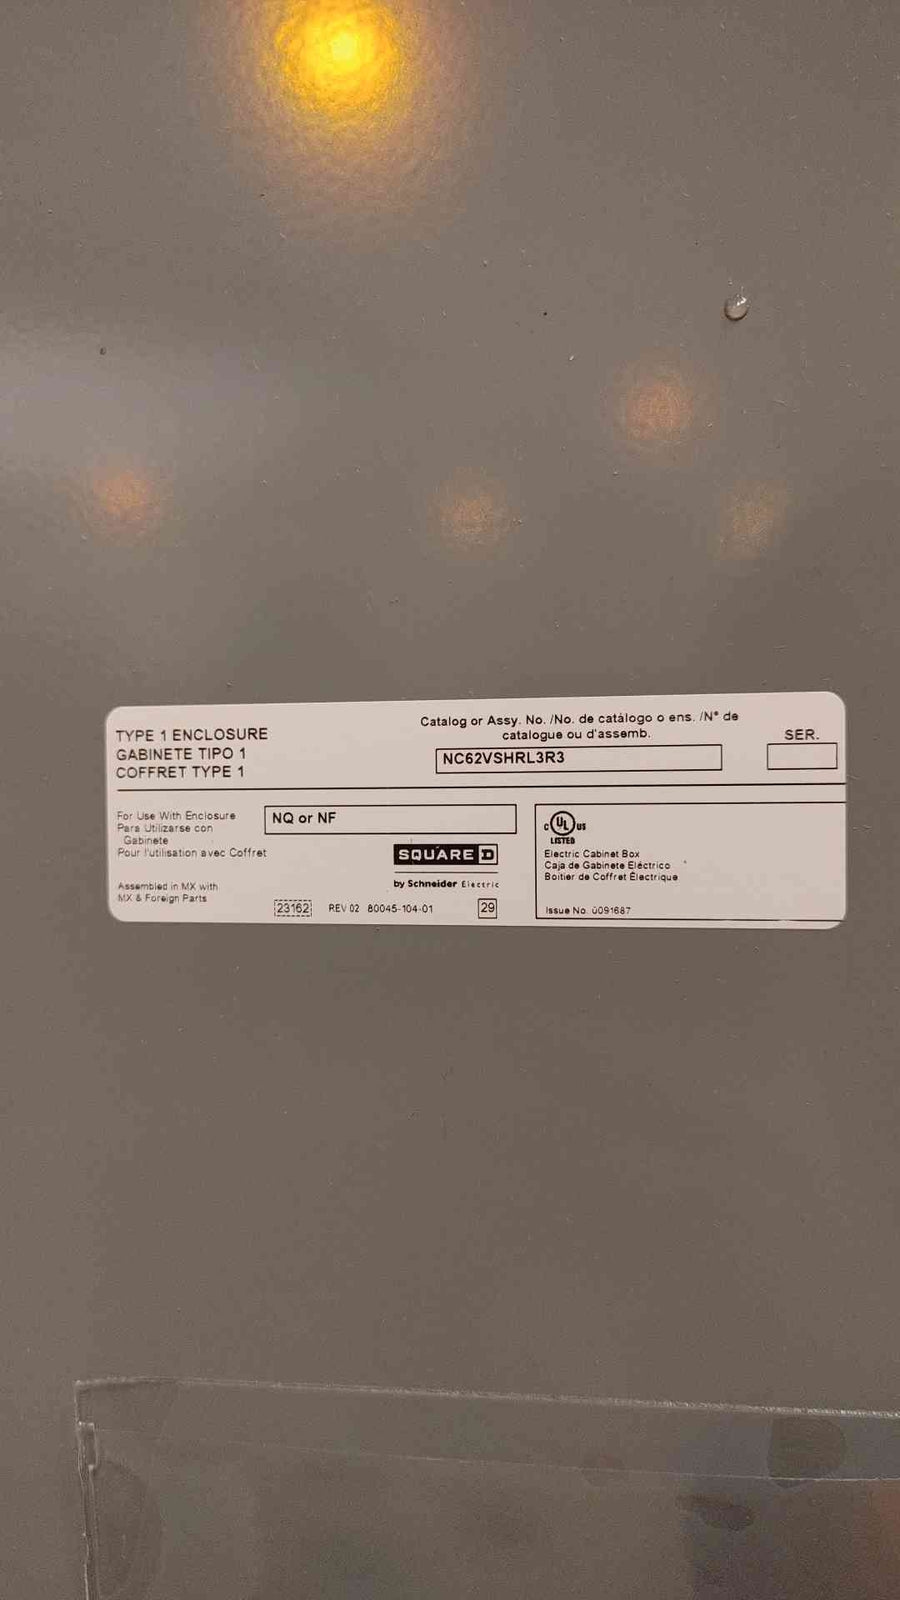 TYPE 1 ENCLOSURE
GABINETE TIPO 1
COFFRET TYPE 1
Catalog or Assy. No. /No. de catálogo o ens. /N° de
catalogue ou d'assemb.
NC62VSHRL3R3
SER.
For Use With Enclosure
Para Utilizarse con
Gabinete
Pour l'utilisation avec Coffret
NQ or NF
SQUARE D
by Schneider Electric
Assembled in MX with
MX & Foreign Parts
23162 REV 02 80045-104-01 29
C UL US
LISTED
Electric Cabinet Box
Caja de Gabinete Eléctrico
Boîtier de Coffret Électrique
Issue No. U091687